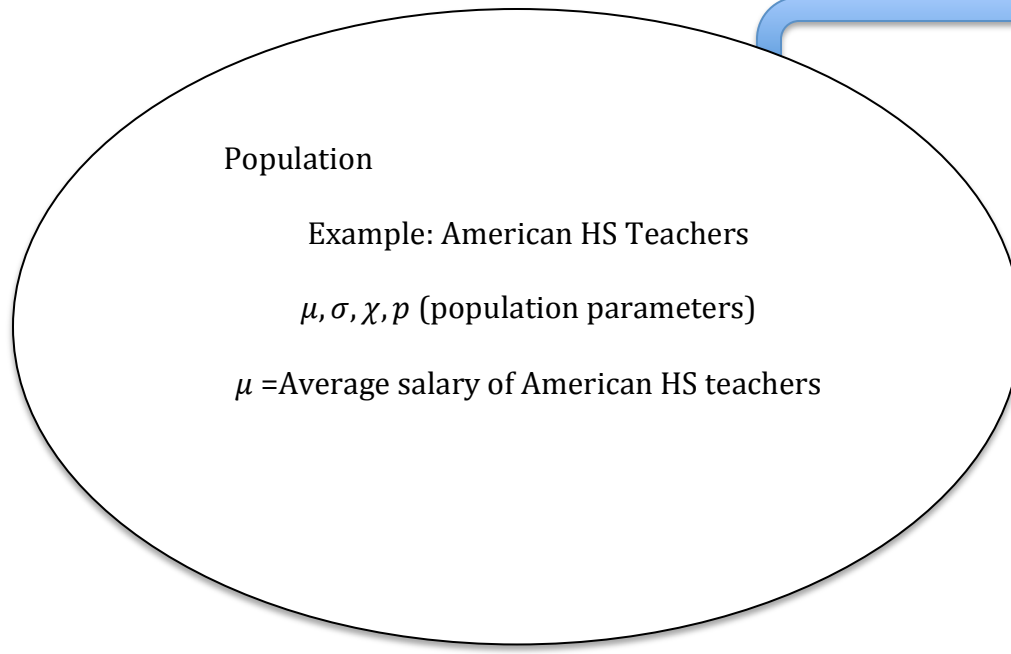 Population
Example: American HS Teachers
𝜇, 𝜎, 𝜒, 𝑝 (population parameters)
𝜇 =Average salary of American HS teachers